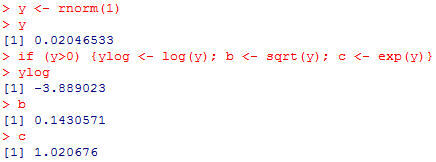 > y <- rnorm(1)
> y
[1] 0.02046533
> if (y>0) {ylog <- log(y); b <- sqrt(y); c <- exp(y)}
> ylog
[1] -3.889023
> b
[1] 0.1430571
> c
[1] 1.020676